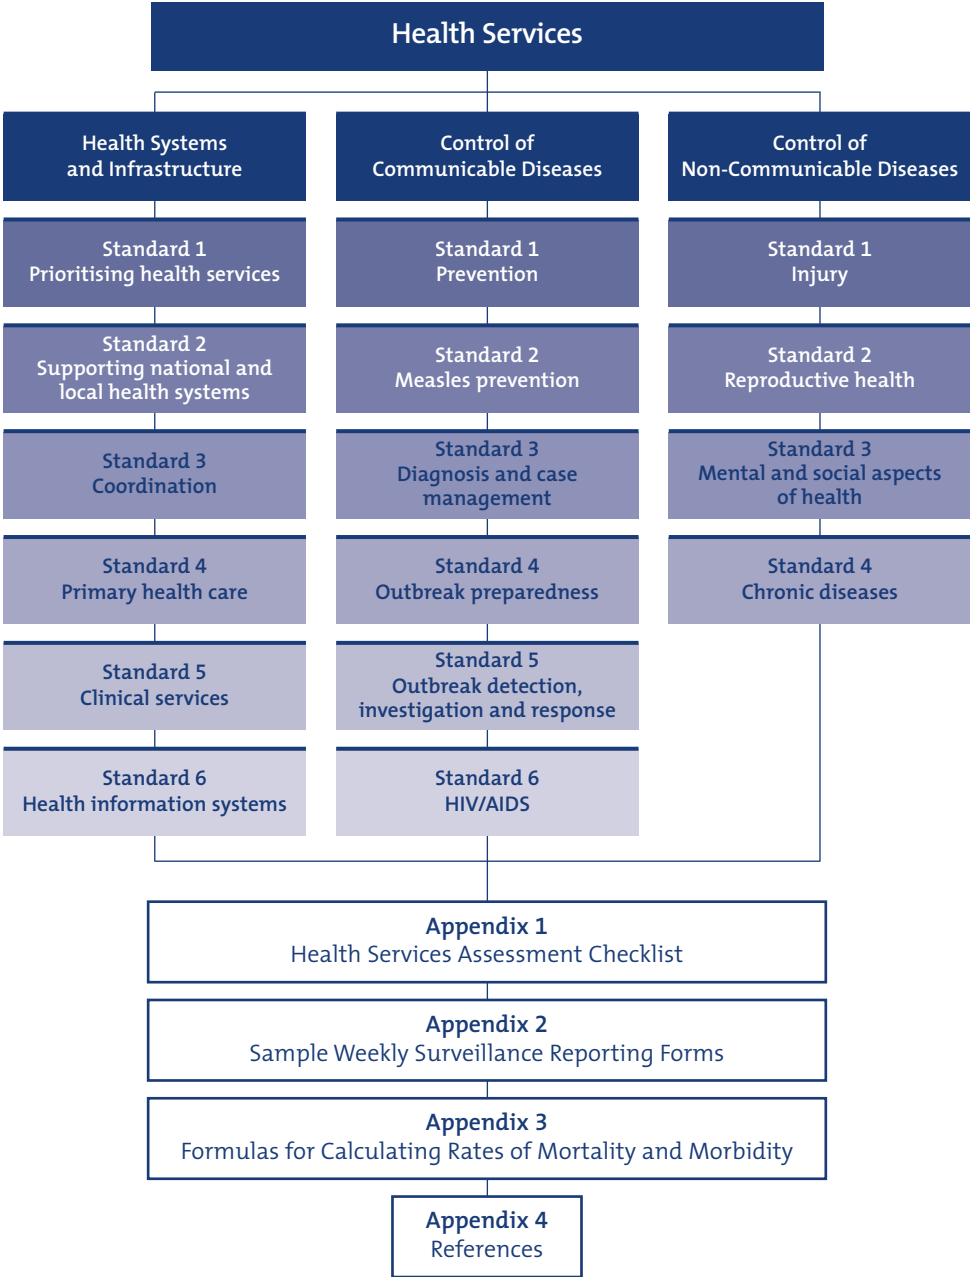 Health Services
Health Systems
and Infrastructure
Standard 1
Prioritising health services
Standard 2
Supporting national and
local health systems
Standard 3
Coordination
Standard 4
Primary health care
Standard 5
Clinical services
Standard 6
Health information systems
Control of
Communicable Diseases
Standard 1
Prevention
Standard 2
Measles prevention
Standard 3
Diagnosis and case
management
Standard 4
Outbreak preparedness
Standard 5
Outbreak detection,
investigation and response
Standard 6
HIV/AIDS
Control of
Non-Communicable Diseases
Standard 1
Injury
Standard 2
Reproductive health
Standard 3
Mental and social aspects
of health
Standard 4
Chronic diseases
Appendix 1
Health Services Assessment Checklist
Appendix 2
Sample Weekly Surveillance Reporting Forms
Appendix 3
Formulas for Calculating Rates of Mortality and Morbidity
Appendix 4
References